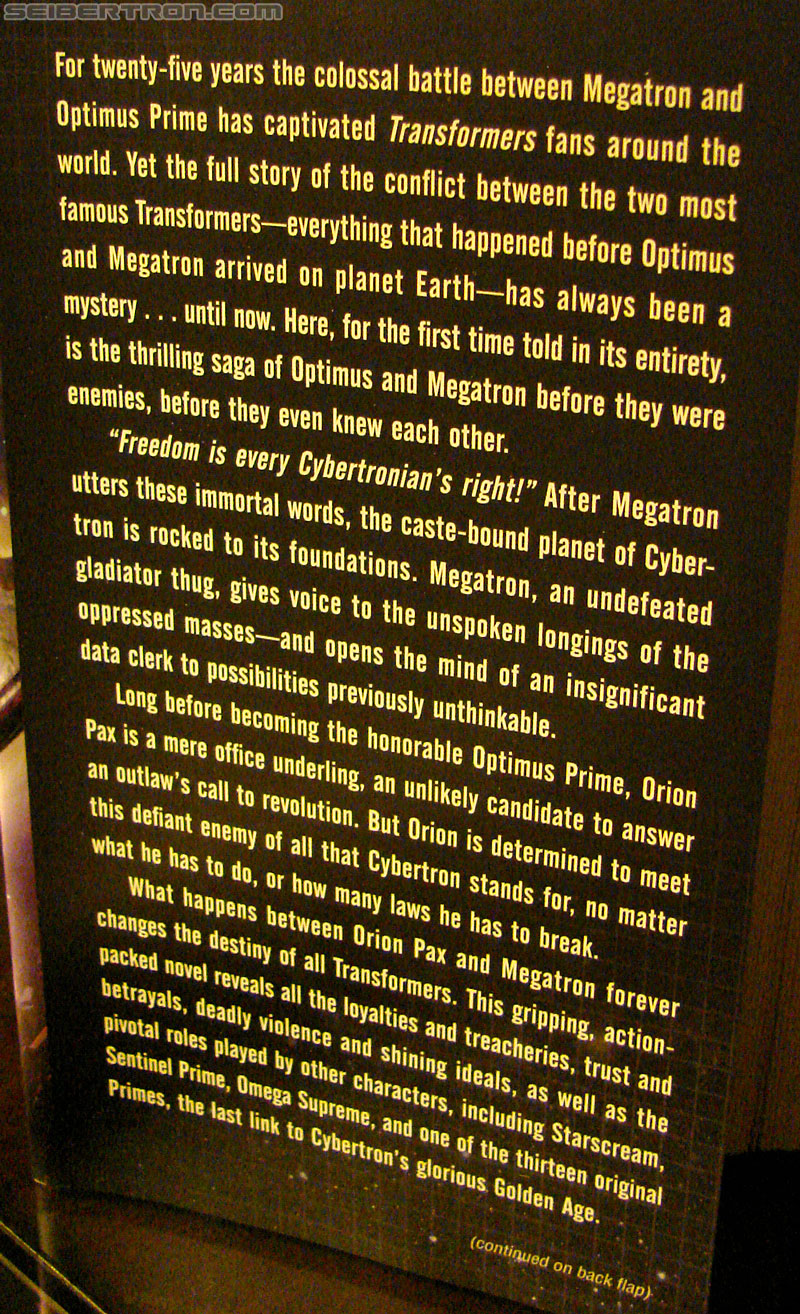 SEIBERTRON.COM
For twenty-five years the colossal battle between Megatron and
Optimus Prime has captivated Transformers fans around the
world. Yet the full story of the conflict between the two most
famous Transformers—everything that happened before Optimus
and Megatron arrived on planet Earth—has always been a
mystery . . . until now. Here, for the first time told in its entirety,
is the thrilling saga of Optimus and Megatron before they were
enemies, before they even knew each other.
"Freedom is every Cybertronian's right!" After Megatron
utters these immortal words, the caste-bound planet of Cyber-
tron is rocked to its foundations. Megatron, an undefeated
gladiator thug, gives voice to the unspoken longings of the
oppressed masses—and opens the mind of an insignificant
data clerk to possibilities previously unthinkable.
Long before becoming the honorable Optimus Prime, Orion
Pax is a mere office underling, an unlikely candidate to answer
an outlaw's call to revolution. But Orion is determined to meet
this defiant enemy of all that Cybertron stands for, no matter
what he has to do, or how many laws he has to break.
What happens between Orion Pax and Megatron forever
changes the destiny of all Transformers. This gripping, action-
packed novel reveals all the loyalties and treacheries, trust and
betrayals, deadly violence and shining ideals, as well as the
pivotal roles played by other characters, including Starscream,
Sentinel Prime, Omega Supreme, and one of the thirteen original
Primes, the last link to Cybertron's glorious Golden Age.
(continued on back flap)